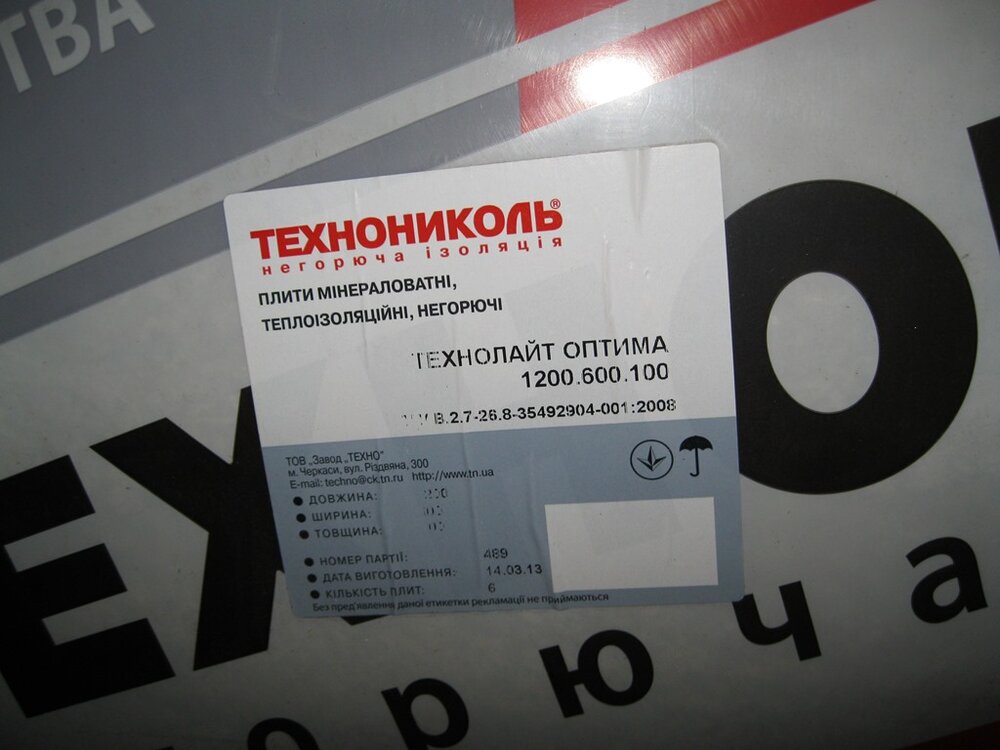 ТВА
ТЕХНОНИКОЛЬ®
негорюча ізоляція
ПЛИТИ МІНЕРАЛОВАТНІ,
ТЕПЛОІЗОЛЯЦІЙНІ, НЕГОРЮЧІ
ТЕХНОЛАЙТ ОПТИМА
1200.600.100
В.2.7-26.8-35492904-001:2008
ТОВ „Завод „ТЕХНО"
м. Черкаси, вул. Різдвяна, 300
E-mail: techno@ck.tn.ru http://www.tn.ua
ДОВЖИНА:
ШИРИНА:
ТОВЩИНА:
НОМЕР ПАРТІЇ: 489
ДАТА ВИГОТОВЛЕННЯ: 14.03.13
КІЛЬКІСТЬ ПЛИТ: 6
Без пред'явлення даної етикетки рекламації не приймаються
ЕХНО
орюча